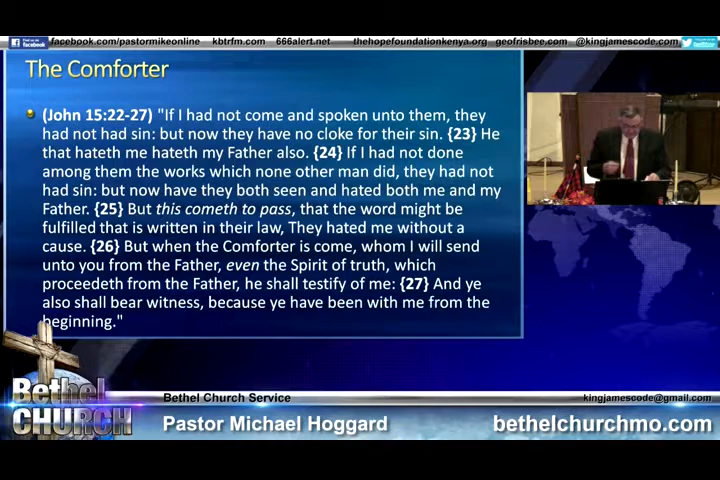 facebook.com/pastormikeonline kbtrfm.com 666alert.net thehopefoundationkenya.org geofrisbee.com @kingjamescode.com
The Comforter
(John 15:22-27) "If I had not come and spoken unto them, they
had not had sin: but now they have no cloke for their sin. {23} He
that hateth me hateth my Father also. {24} If I had not done
among them the works which none other man did, they had not
had sin: but now have they both seen and hated both me and my
Father. {25} But this cometh to pass, that the word might be
fulfilled that is written in their law, They hated me without a
cause. {26} But when the Comforter is come, whom I will send
unto you from the Father, even the Spirit of truth, which
proceedeth from the Father, he shall testify of me: {27} And ye
also shall bear witness, because ye have been with me from the
beginning."
Bethel
CHURCH
Bethel Church Service
kingjamescode@gmail.com
Pastor Michael Hoggard
bethelchurchmo.com